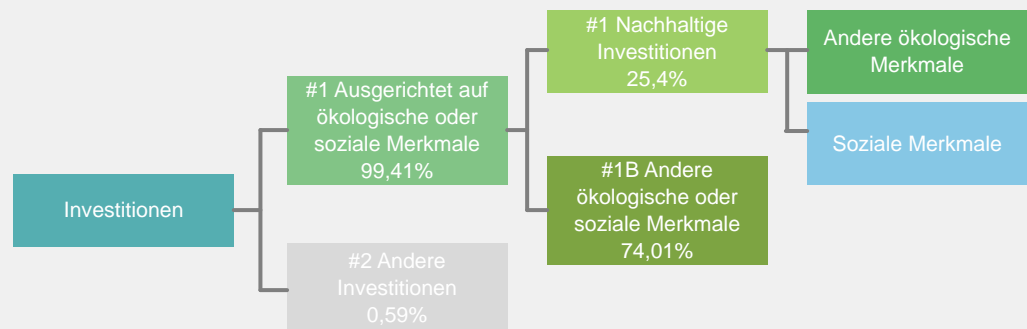 Investitionen
#1 Ausgerichtet auf
ökologische oder
soziale Merkmale
99,41%
#2 Andere
Investitionen
0,59%
#1 Nachhaltige
Investitionen
25,4%
#1B Andere
ökologische oder
soziale Merkmale
74,01%
Andere ökologische
Merkmale
Soziale Merkmale